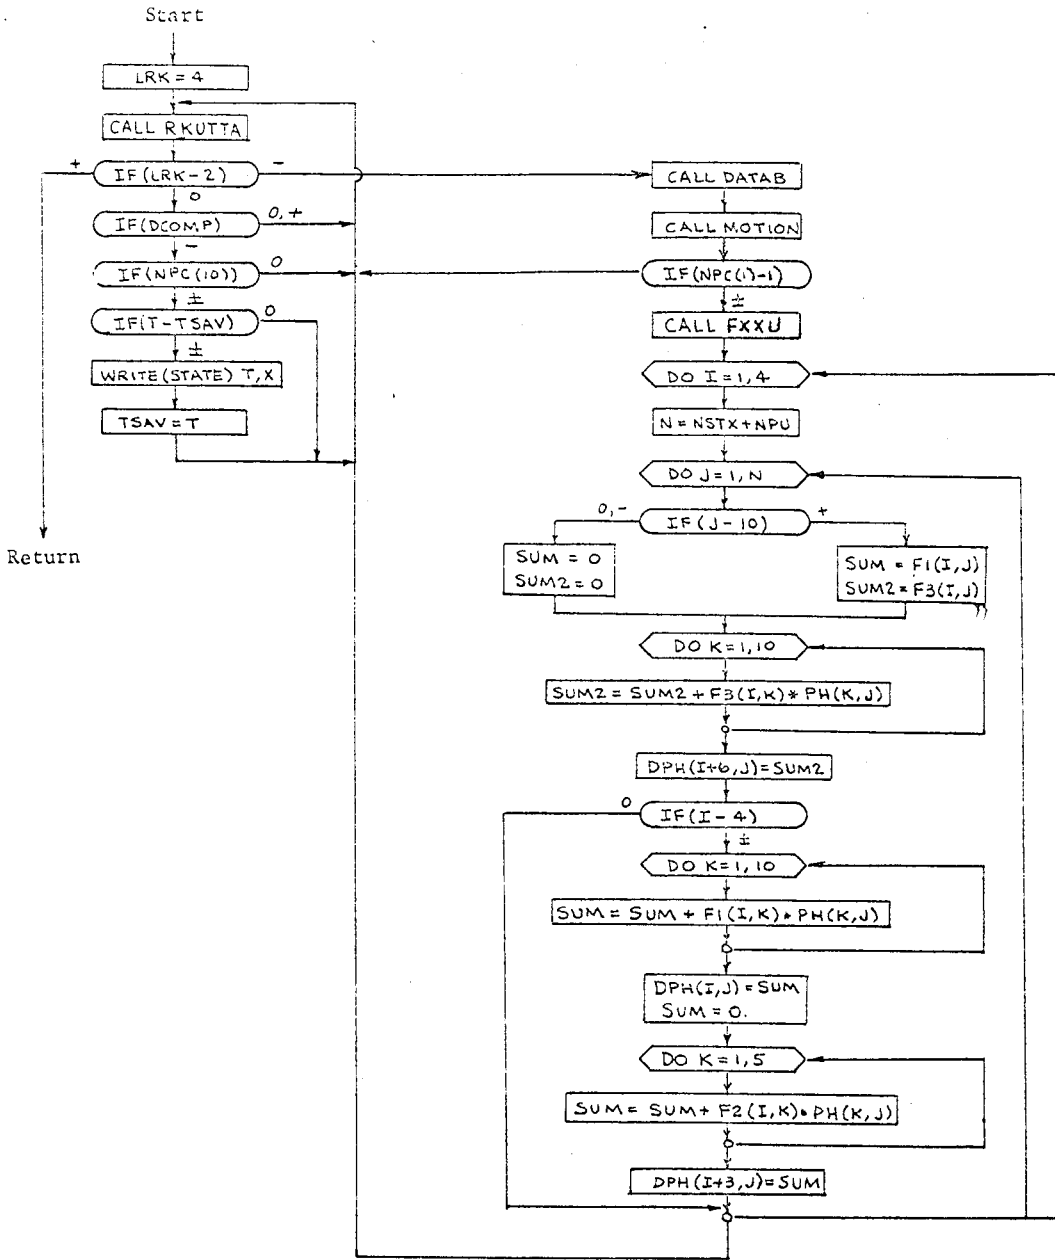 Start
LRK = 4
CALL RKUTTA
+
IF(LRK-2)
-
0
IF(DCOMP)
0,+
-
IF(NPC(10))
0
±
IF(T-TSAV)
0
±
WRITE(STATE) T,X
TSAV=T
Return
CALL DATAB
CALL MOTION
IF(NPC(1)-1)
±
CALL FXXU
DO I=1,4
N=NSTX+NPU
DO J=1,N
0,-
IF(J-10)
+
SUM = 0
SUM2=0
SUM = F1(I,J)
SUM2=F3(I,J)
DO K=1,10
SUM2= SUM2+F3(I,K)* PH(K,J)
DPH(I+6,J)=SUM2
0
IF(I-4)
±
DO K=1,10
SUM= SUM + F1(I,K)* PH(K,J)
DPH(I,J)=SUM
SUM=0.
DO K=1,5
SUM= SUM+ F2(I,K)*PH(K,J)
DPH(I+3,J)=SUM